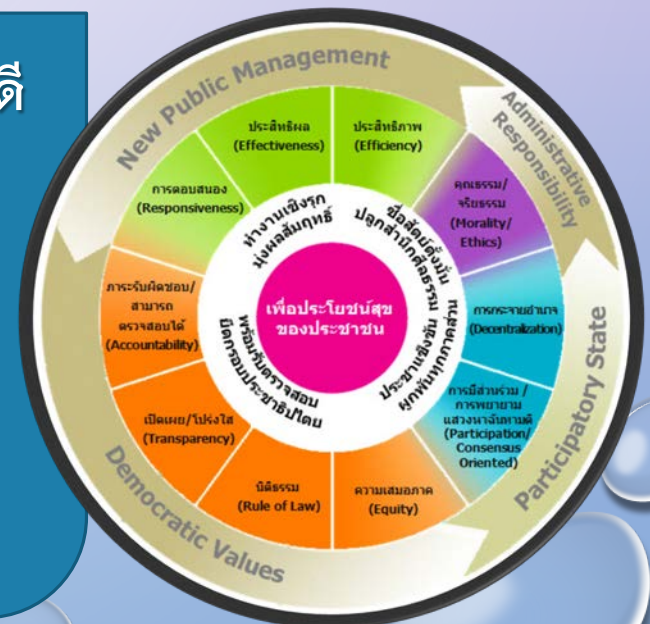 ดี
New Public Management
Administrative
Responsibility
Participatory State
Democratic Values
ประสิทธิผล
(Effectiveness)
ประสิทธิภาพ
(Efficiency)
คุณธรรม/
จริยธรรม
(Morality/
Ethics)
การกระจายอำนาจ
(Decentralization)
การมีส่วนร่วม /
การพยายาม
แสวงหาฉันทามติ
(Participation/
Consensus
Oriented)
ความเสมอภาค
(Equity)
นิติธรรม
(Rule of Law)
เปิดเผย/โปร่งใส
(Transparency)
ภาระรับผิดชอบ/
สามารถ
ตรวจสอบได้
(Accountability)
การตอบสนอง
(Responsiveness)
ทำงานเชิงรุก
มุ่งผลสัมฤทธิ์
ซื่อสัตย์ตั้งมั่น
ปลูกสำนึกศีลธรรม
ประชาแข็งขัน
ผูกพันทุกภาคส่วน
พร้อมรับตรวจสอบ
ยึดกรอบประชาธิปไตย
เพื่อประโยชน์สุข
ของประชาชน